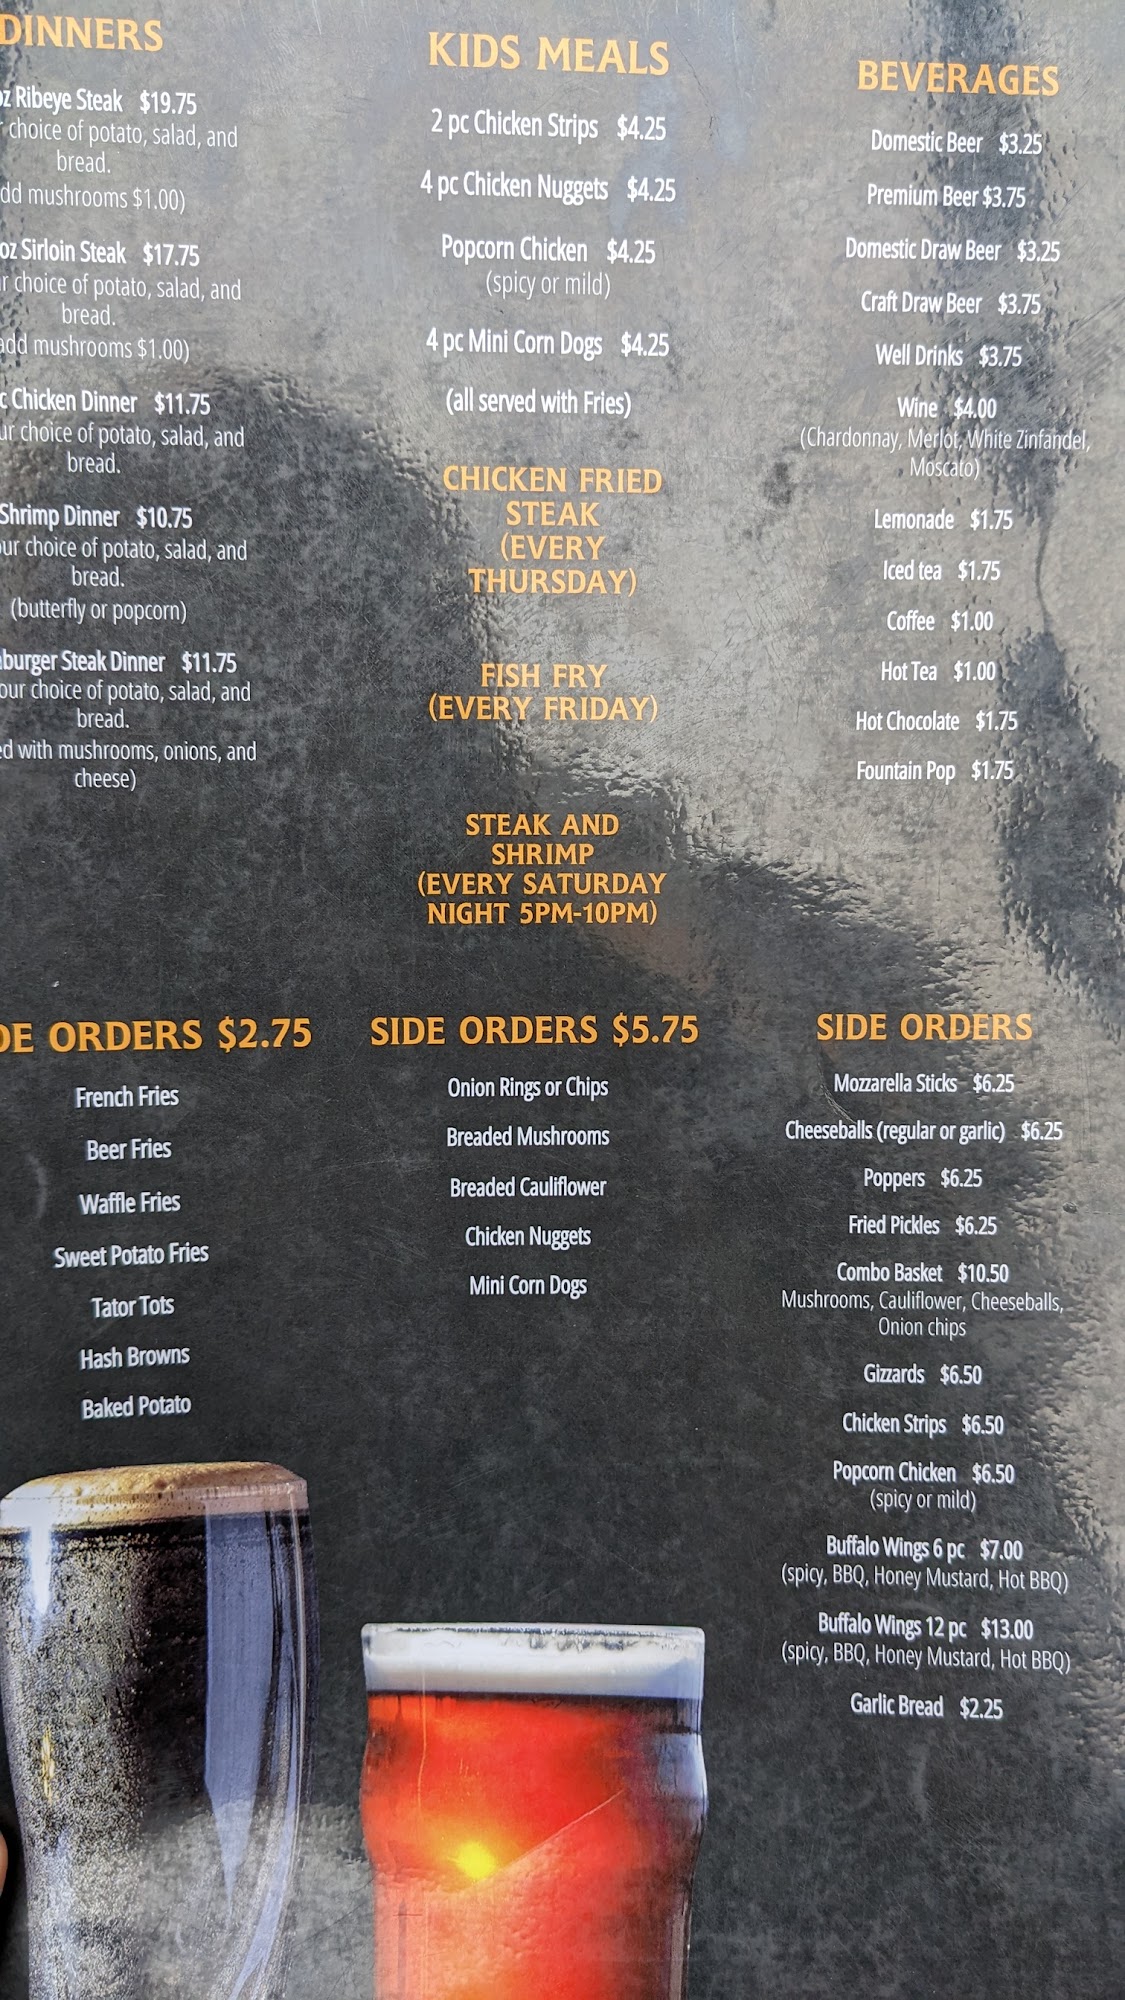 DINNERS
Ribeye Steak $19.75
choice of potato, salad, and
bread.
mushrooms $1.00)
oz Sirloin Steak $17.75
choice of potato, salad, and
bread.
add mushrooms $1.00)
Chicken Dinner $11.75
choice of potato, salad, and
bread.
Shrimp Dinner $10.75
choice of potato, salad, and
bread.
(butterfly or popcorn)
Steak Dinner $11.75
choice of potato, salad, and
bread.
with mushrooms, onions, and
cheese)
KIDS MEALS
2 pc Chicken Strips $4.25
4 pc Chicken Nuggets $4.25
Popcorn Chicken $4.25
(spicy or mild)
4 pc Mini Corn Dogs $4.25
(all served with Fries)
CHICKEN FRIED
STEAK
(EVERY
THURSDAY)
FISH FRY
(EVERY FRIDAY)
STEAK AND
SHRIMP
(EVERY SATURDAY
NIGHT 5PM-10PM)
BEVERAGES
Domestic Beer $3.25
Premium Beer $3.75
Domestic Draw Beer $3.25
Craft Draw Beer $3.75
Well Drinks $3.75
Wine $4.00
(Chardonnay, Merlot, White Zinfandel,
Moscato)
Lemonade $1.75
Iced tea $1.75
Coffee $1.00
Hot Tea $1.00
Hot Chocolate $1.75
Fountain Pop $1.75
ORDERS $2.75
French Fries
Beer Fries
Waffle Fries
Sweet Potato Fries
Tator Tots
Hash Browns
Baked Potato
SIDE ORDERS $5.75
Onion Rings or Chips
Breaded Mushrooms
Breaded Cauliflower
Chicken Nuggets
Mini Corn Dogs
SIDE ORDERS
Mozzarella Sticks $6.25
Cheeseballs (regular or garlic) $6.25
Poppers $6.25
Fried Pickles $6.25
Combo Basket $10.50
Mushrooms, Cauliflower, Cheeseballs,
Onion chips
Gizzards $6.50
Chicken Strips $6.50
Popcorn Chicken $6.50
(spicy or mild)
Buffalo Wings 6 pc $7.00
(spicy, BBQ, Honey Mustard, Hot BBQ)
Buffalo Wings 12 pc $13.00
(spicy, BBQ, Honey Mustard, Hot BBQ)
Garlic Bread $2.25